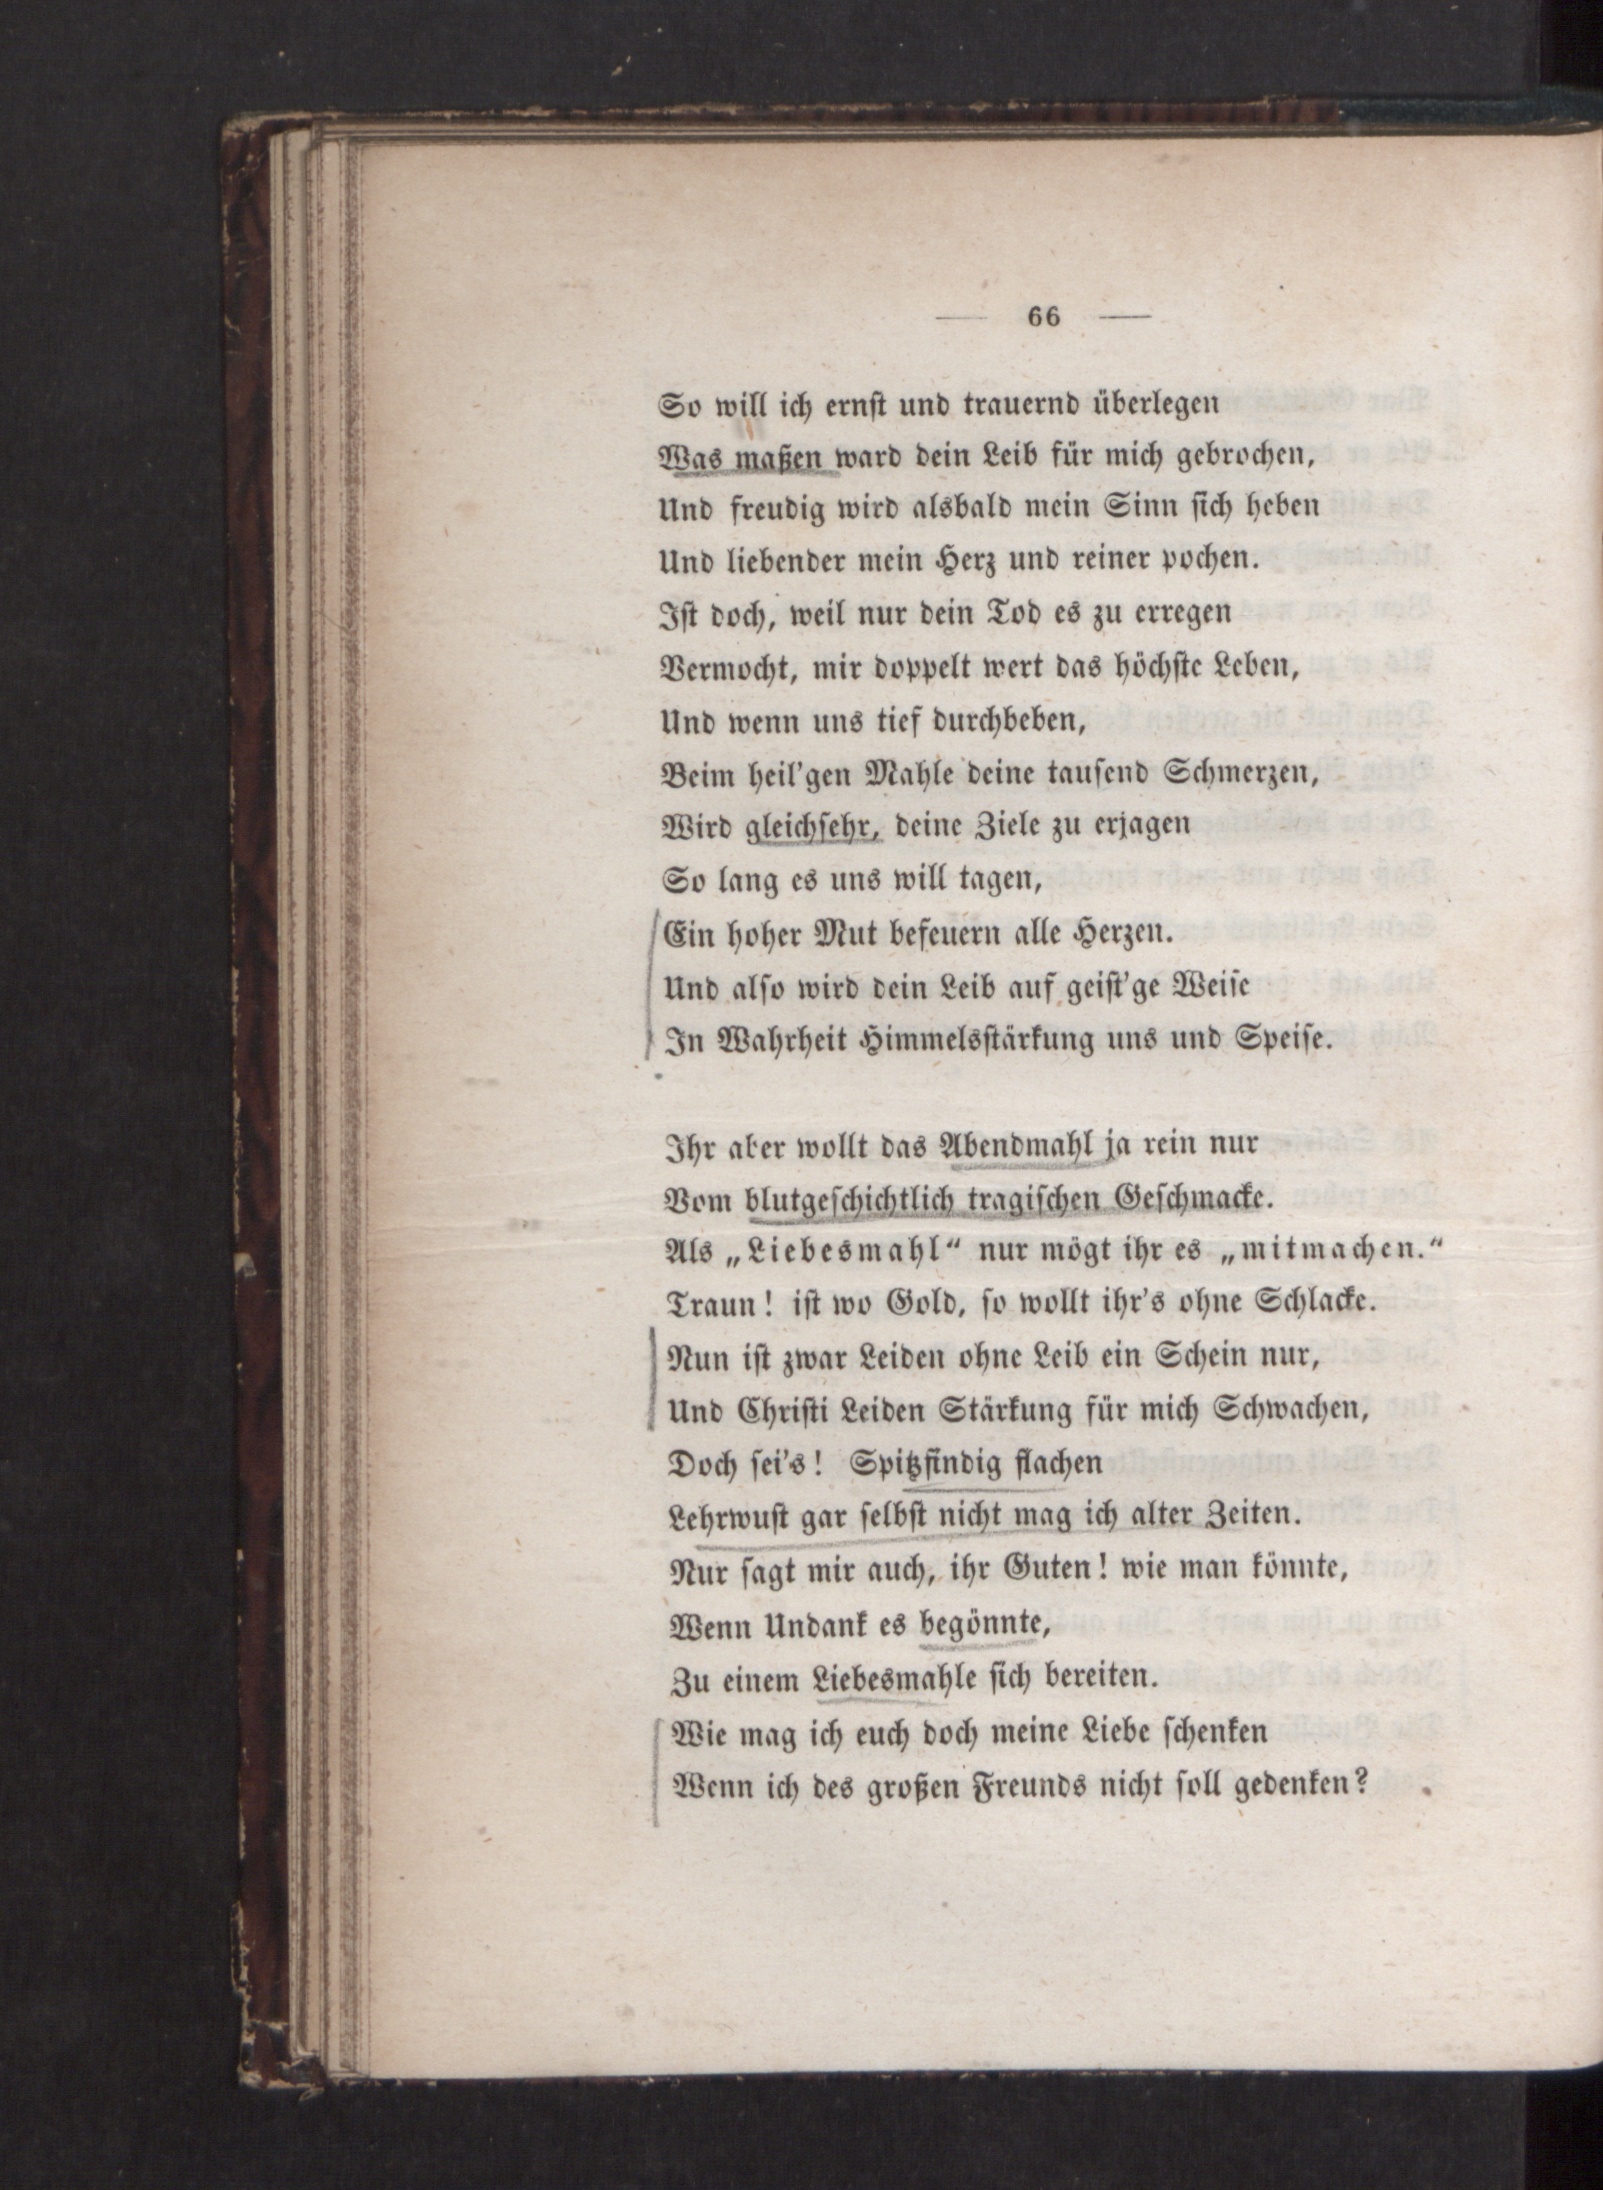 — 66 —
So will ich ernst und trauernd überlegen
Was maßen ward dein Leib für mich gebrochen,
Und freudig wird alsbald mein Sinn sich heben
Und liebender mein Herz und reiner pochen.
Ist doch, weil nur dein Tod es zu erregen
Vermocht, mir doppelt wert das höchste Leben,
Und wenn uns tief durchbeben,
Beim heil'gen Mahle deine tausend Schmerzen,
Wird gleichsehr, deine Ziele zu erjagen
So lang es uns will tagen,
Ein hoher Mut befeuern alle Herzen.
Und also wird dein Leib auf geist'ge Weise
In Wahrheit Himmelsstärkung uns und Speise.
Ihr aber wollt das Abendmahl ja rein nur
Vom blutgeschichtlich tragischen Geschmacke.
Als „Liebesmahl“ nur mögt ihr es „mitmachen.“
Traun! ist wo Gold, so wollt ihr's ohne Schlacke.
Nun ist zwar Leiden ohne Leib ein Schein nur,
Und Christi Leiden Stärkung für mich Schwachen,
Doch sei's! Spitzfindig flachen
Lehrwust gar selbst nicht mag ich alter Zeiten.
Nur sagt mir auch, ihr Guten! wie man könnte,
Wenn Undank es begönnte,
Zu einem Liebesmahle sich bereiten.
Wie mag ich euch doch meine Liebe schenken
Wenn ich des großen Freunds nicht soll gedenken?